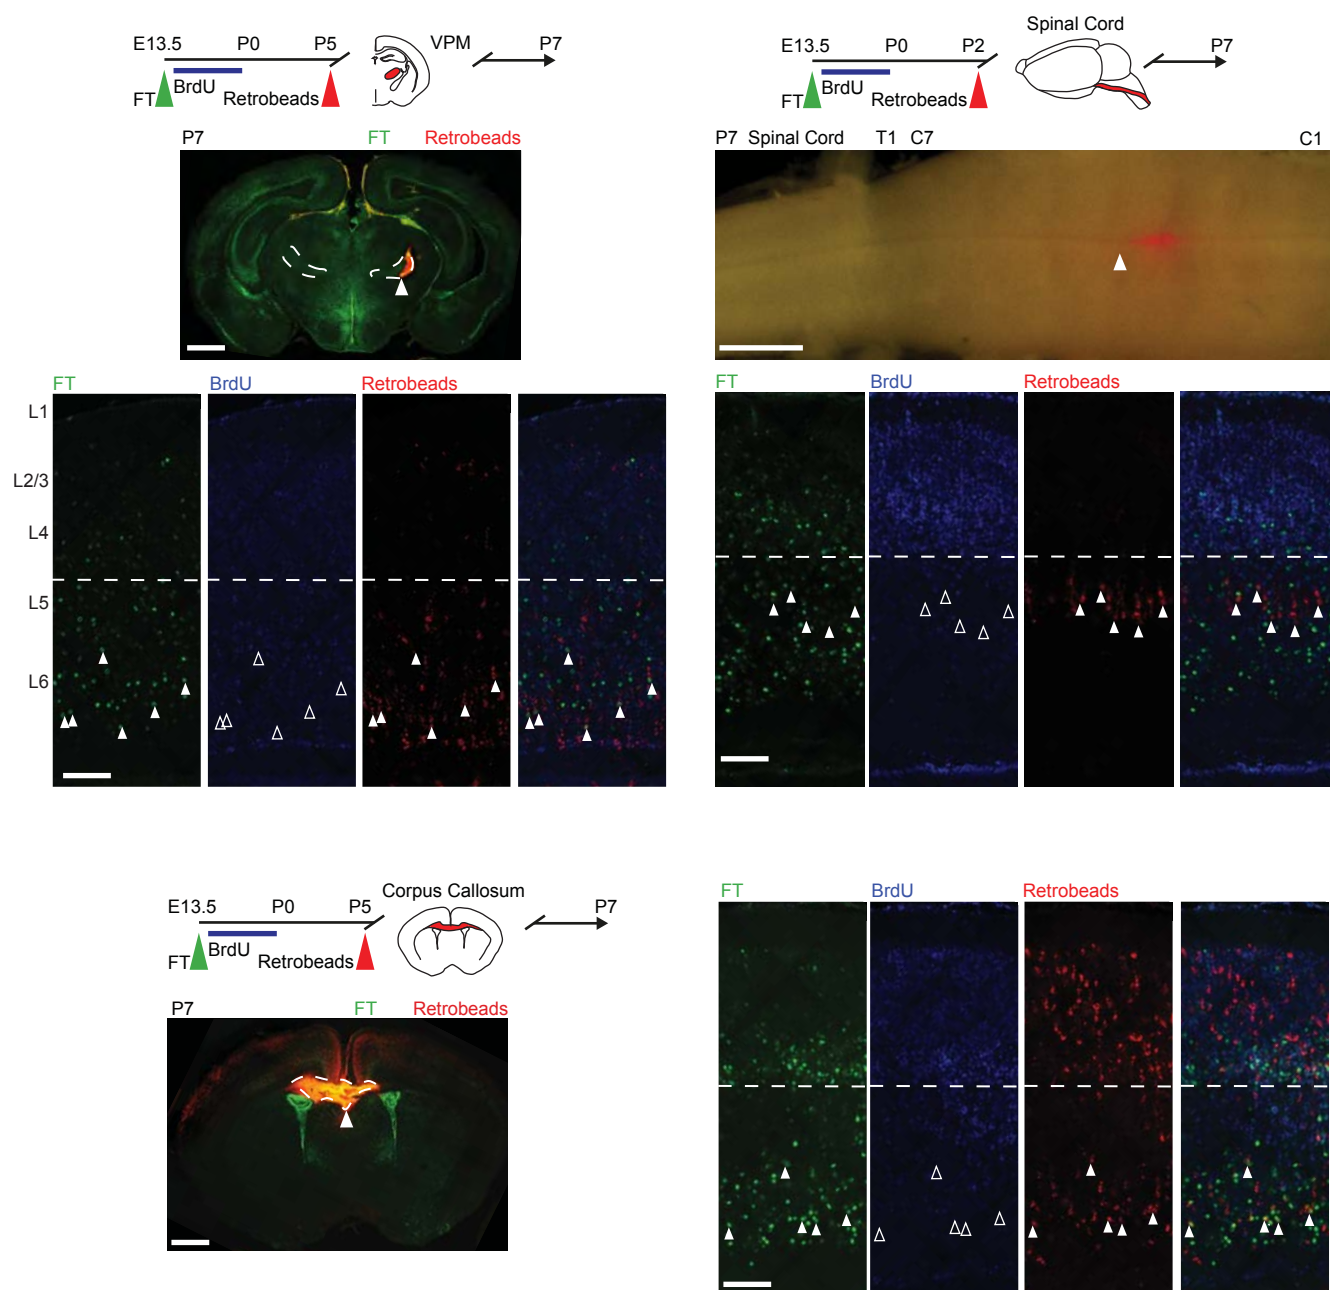 E13.5 P0 P5 VPM P7
BrdU
FT Retrobeads
P7 FT Retrobeads
FT BrdU Retrobeads
L1
L2/3
L4
L5
L6
Spinal Cord
E13.5 P0 P2 P7
BrdU
FT Retrobeads
P7 Spinal Cord T1 C7 C1
FT BrdU Retrobeads
Corpus Callosum
E13.5 P0 P5 P7
BrdU
FT Retrobeads
P7 FT Retrobeads
FT BrdU Retrobeads